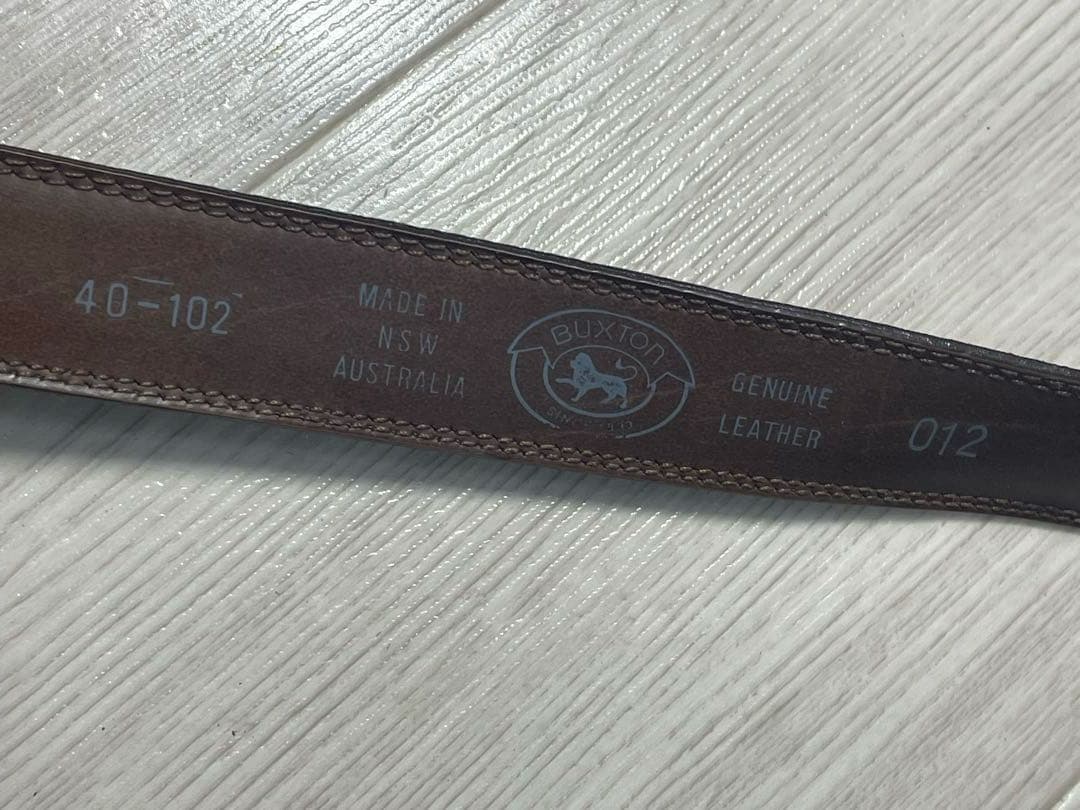 40-102
MADE IN
NSW
AUSTRALIA
BUXTON
GENUINE
LEATHER
012